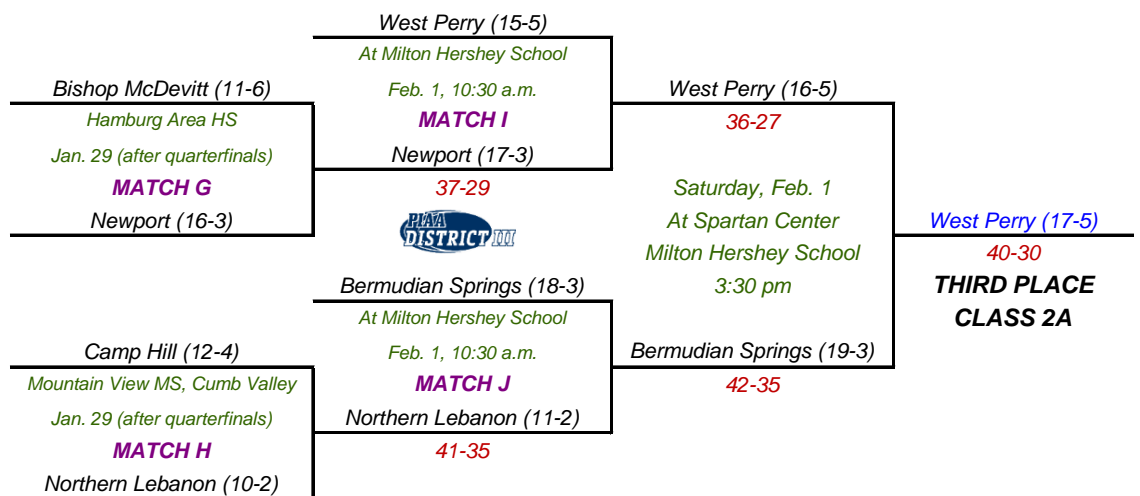 West Perry (15-5)
At Milton Hershey School
Feb. 1, 10:30 a.m.
MATCH I
Newport (17-3)
37-29
Bishop McDevitt (11-6)
Hamburg Area HS
Jan. 29 (after quarterfinals)
MATCH G
Newport (16-3)
PIAA
DISTRICT III
West Perry (16-5)
36-27
Saturday, Feb. 1
At Spartan Center
Milton Hershey School
3:30 pm
West Perry (17-5)
40-30
THIRD PLACE
CLASS 2A
Bermudian Springs (18-3)
At Milton Hershey School
Feb. 1, 10:30 a.m.
MATCH J
Northern Lebanon (11-2)
41-35
Camp Hill (12-4)
Mountain View MS, Cumb Valley
Jan. 29 (after quarterfinals)
MATCH H
Northern Lebanon (10-2)
Bermudian Springs (19-3)
42-35